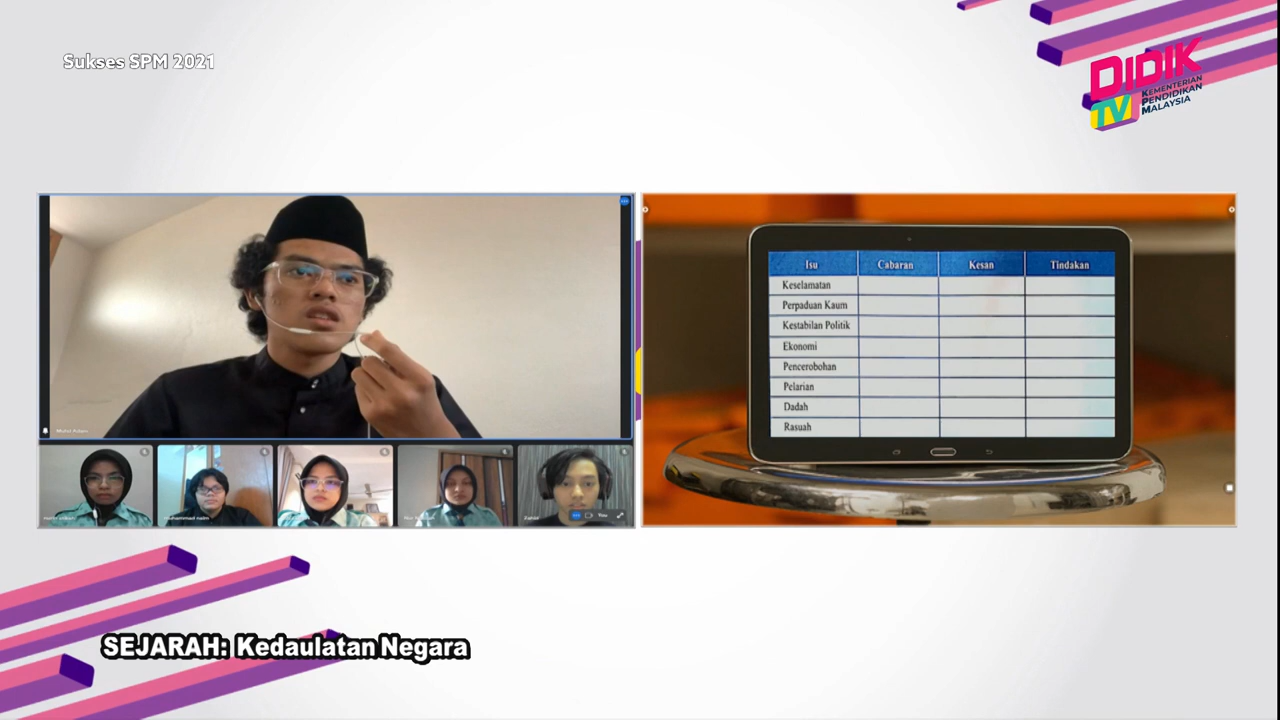 Sukses SPM 2021
DIDIK
TV
KEMENTERIAN
PENDIDIKAN
MALAYSIA
Isu Cabaran Kesan Tindakan
Keselamatan
Perpaduan Kaum
Kestabilan Politik
Ekonomi
Pencerobohan
Pelarian
Dadah
Rasuah
You
SEJARAH: Kedaulatan Negara